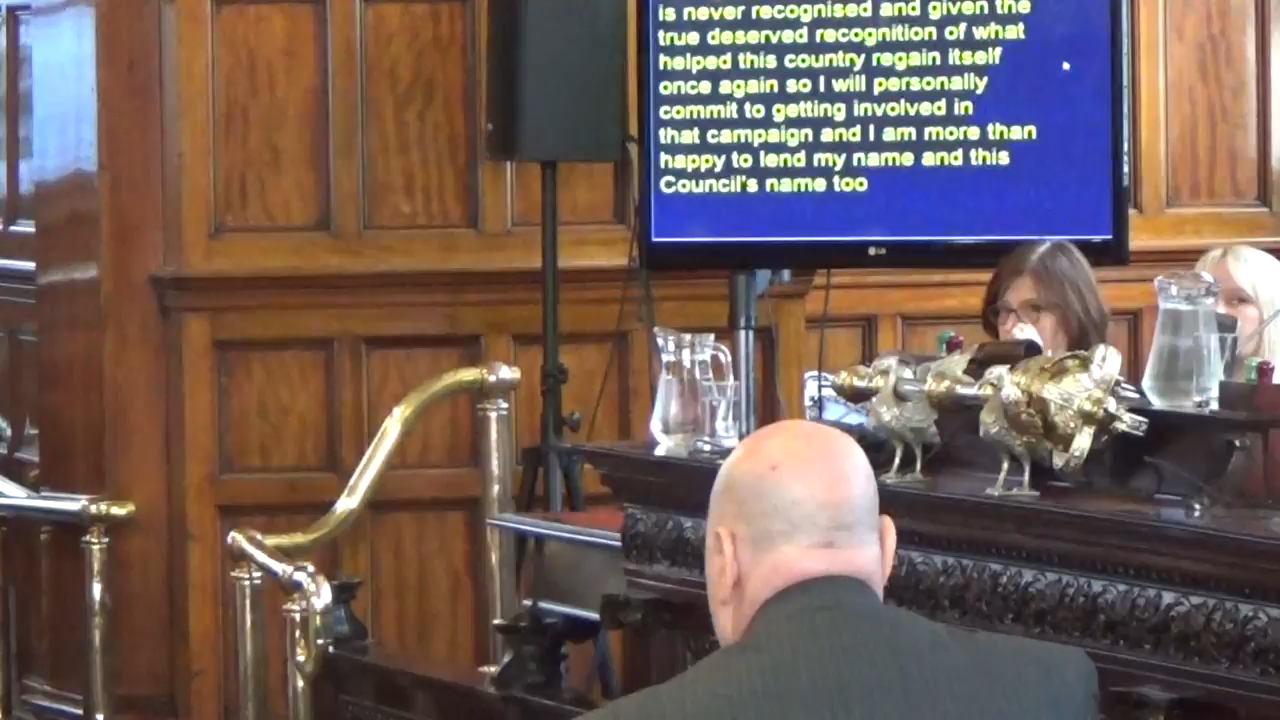 is never recognised and given the
true deserved recognition of what
helped this country regain itself
once again so I will personally
commit to getting involved in
that campaign and I am more than
happy to lend my name and this
Council's name too
LG